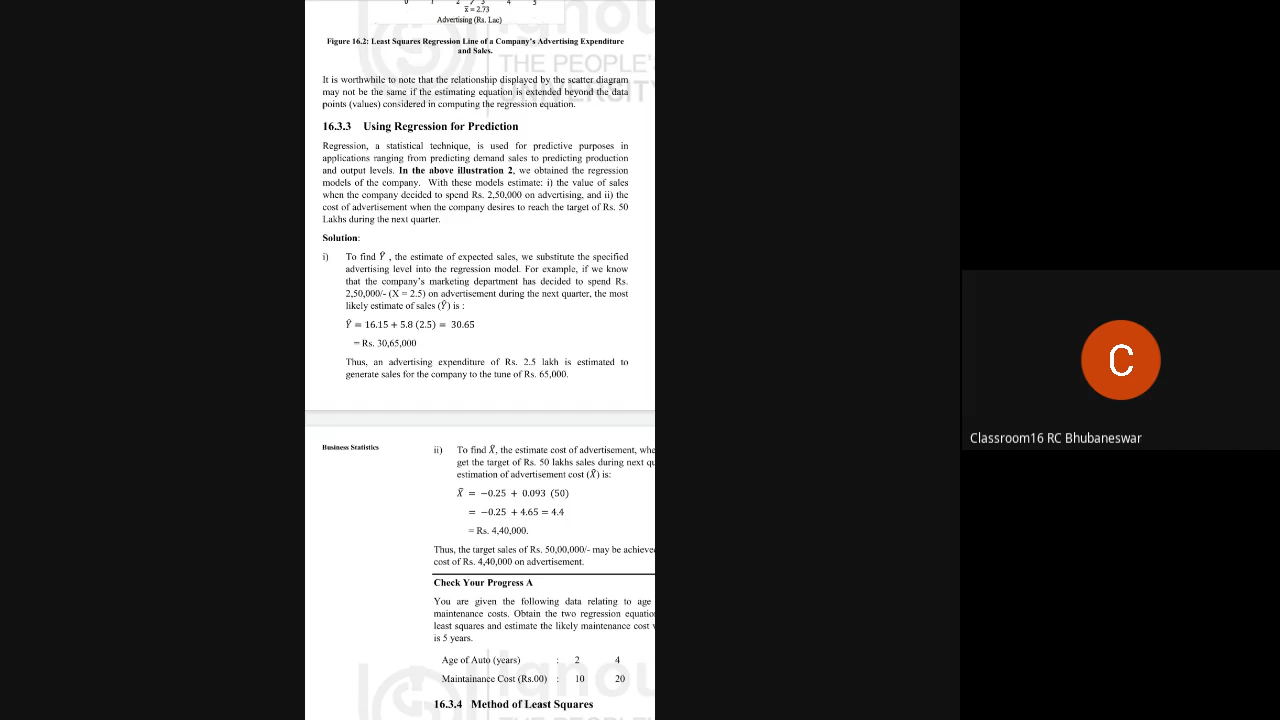 0 1 2 3 4 5
x̄ = 2.73
Advertising (Rs. Lac)
Figure 16.2: Least Squares Regression Line of a Company's Advertising Expenditure
and Sales.
ignou
THE PEOPLE'S
UNIVERSITY
It is worthwhile to note that the relationship displayed by the scatter diagram
may not be the same if the estimating equation is extended beyond the data
points (values) considered in computing the regression equation.
16.3.3 Using Regression for Prediction
Regression, a statistical technique, is used for predictive purposes in
applications ranging from predicting demand sales to predicting production
and output levels. In the above illustration 2, we obtained the regression
models of the company. With these models estimate: i) the value of sales
when the company decided to spend Rs. 2,50,000 on advertising, and ii) the
cost of advertisement when the company desires to reach the target of Rs. 50
Lakhs during the next quarter.
Solution:
i) To find Ŷ , the estimate of expected sales, we substitute the specified
advertising level into the regression model. For example, if we know
that the company's marketing department has decided to spend Rs.
2,50,000/- (X = 2.5) on advertisement during the next quarter, the most
likely estimate of sales (Ŷ) is :
Ŷ = 16.15 + 5.8 (2.5) = 30.65
= Rs. 30,65,000
Thus, an advertising expenditure of Rs. 2.5 lakh is estimated to
generate sales for the company to the tune of Rs. 65,000.
Business Statistics
ii) To find X̂, the estimate cost of advertisement, whe
get the target of Rs. 50 lakhs sales during next qu
estimation of advertisement cost (X̂) is:
X̂ = −0.25 + 0.093 (50)
= −0.25 + 4.65 = 4.4
= Rs. 4,40,000.
Thus, the target sales of Rs. 50,00,000/- may be achieved
cost of Rs. 4,40,000 on advertisement.
Check Your Progress A
You are given the following data relating to age
maintenance costs. Obtain the two regression equation
least squares and estimate the likely maintenance cost
is 5 years.
Age of Auto (years) : 2 4
Maintainance Cost (Rs.00) : 10 20
ignou
16.3.4 Method of Least Squares
THE PEOPLE'S
C
Classroom16 RC Bhubaneswar